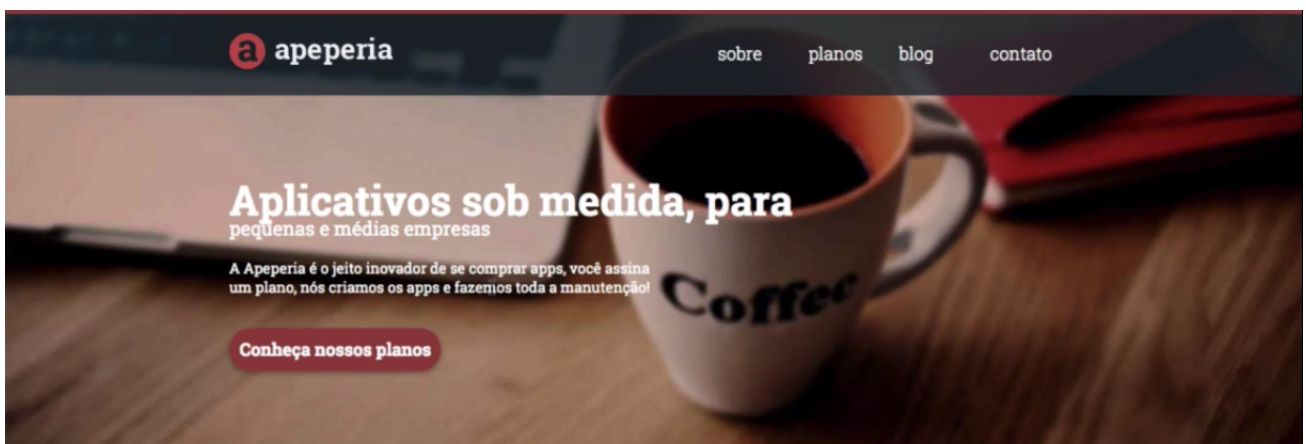 a apeperia
sobre planos blog contato
Aplicativos sob medida, para
pequenas e médias empresas
A Apeperia é o jeito inovador de se comprar apps, você assina
um plano, nós criamos os apps e fazemos toda a manutenção!
Coffee
Conheça nossos planos